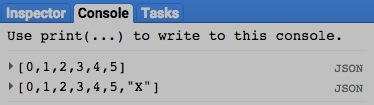 Inspector Console Tasks
Use print(...) to write to this console.
[0,1,2,3,4,5] JSON
[0,1,2,3,4,5,"X"] JSON